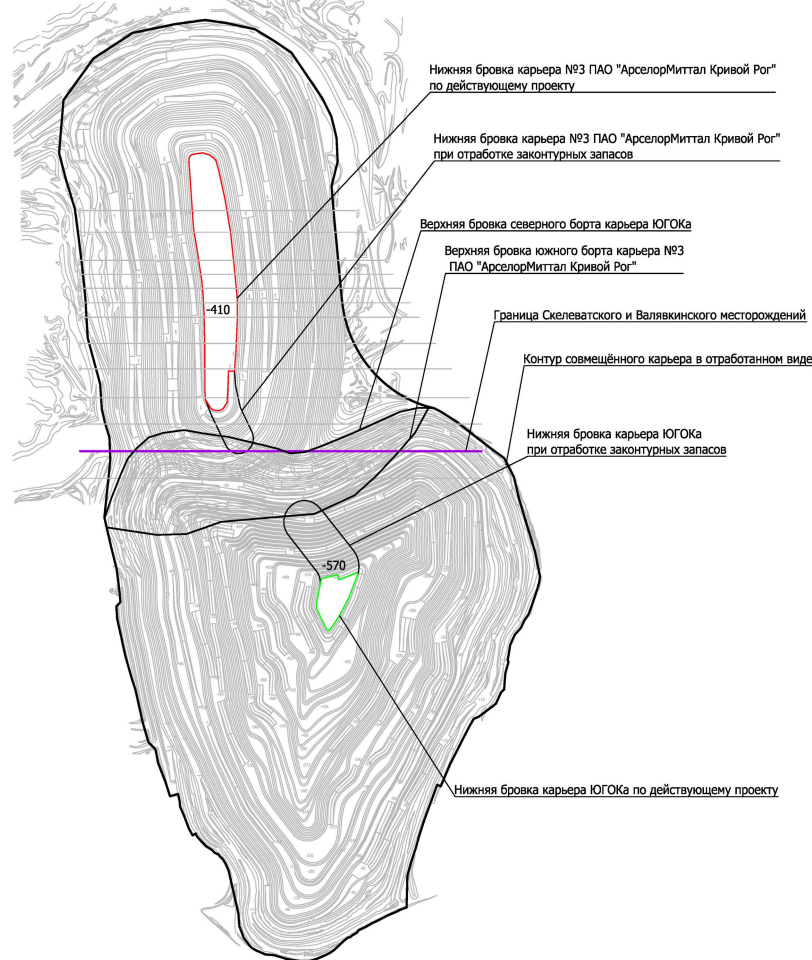 Нижняя бровка карьера №3 ПАО "АрселорМиттал Кривой Рог"
по действующему проекту
Нижняя бровка карьера №3 ПАО "АрселорМиттал Кривой Рог"
при отработке законтурных запасов
Верхняя бровка северного борта карьера ЮГОКа
Верхняя бровка южного борта карьера №3
ПАО "АрселорМиттал Кривой Рог"
-410
Граница Скелеватского и Валявкинского месторождений
Контур совмещённого карьера в отработанном виде
Нижняя бровка карьера ЮГОКа
при отработке законтурных запасов
-570
Нижняя бровка карьера ЮГОКа по действующему проекту